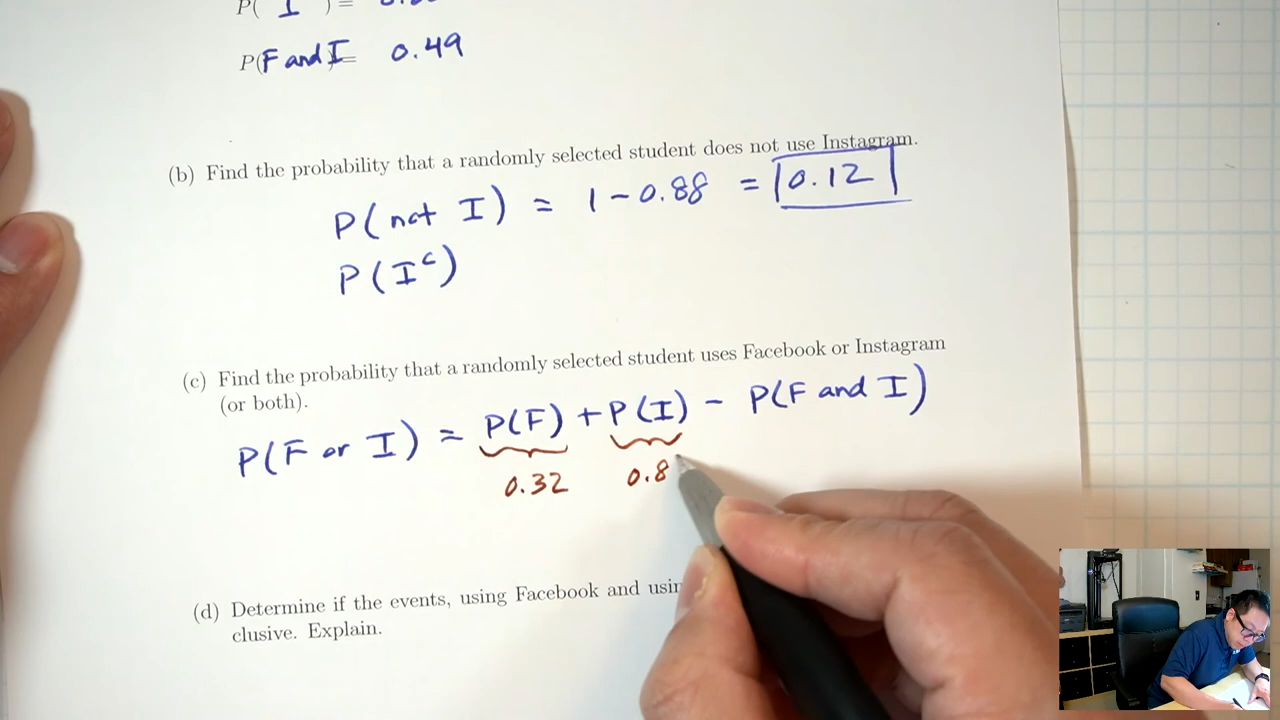 P( I ) =
P(F and I)= 0.49
(b) Find the probability that a randomly selected student does not use Instagram.
P(not I) = 1 - 0.88 = 0.12
P(Iᶜ)
(c) Find the probability that a randomly selected student uses Facebook or Instagram
(or both).
P(F or I) = P(F) + P(I) - P(F and I)
0.32 0.8
(d) Determine if the events, using Facebook and
clusive. Explain.